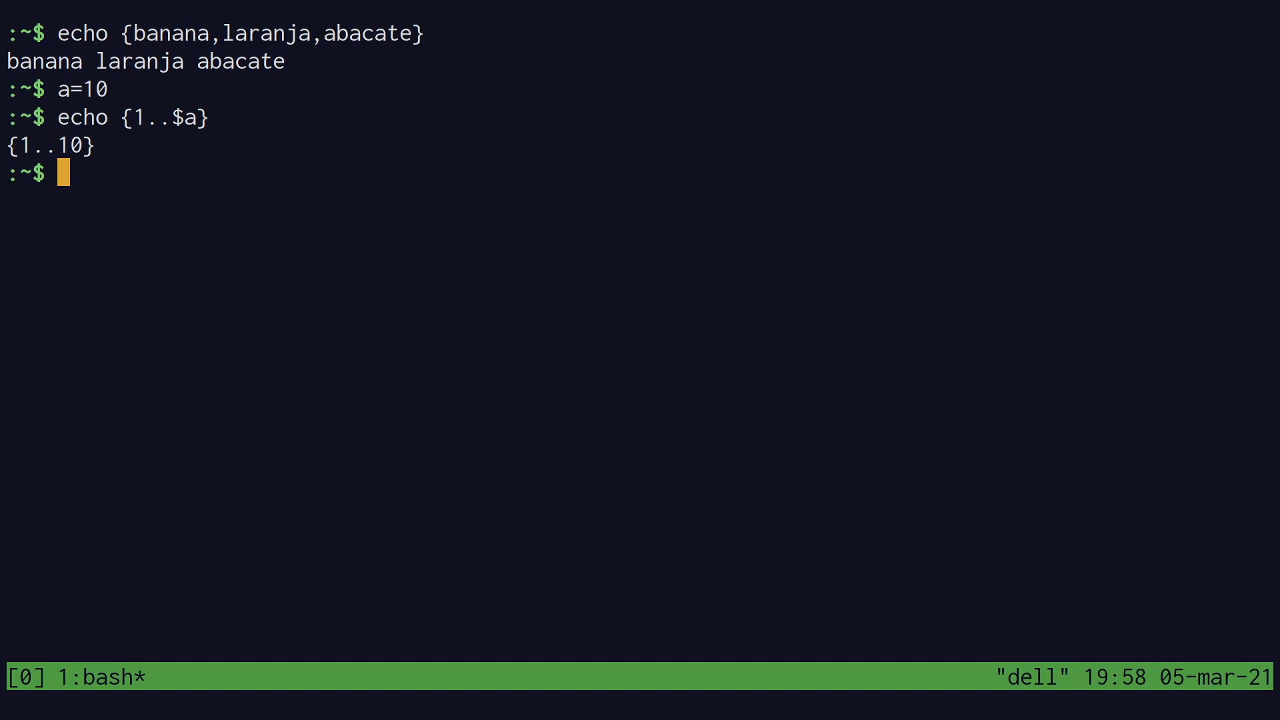 :~$ echo {banana,laranja,abacate}
banana laranja abacate
:~$ a=10
:~$ echo {1..$a}
{1..10}
:~$
[0] 1:bash* "dell" 19:58 05-mar-21